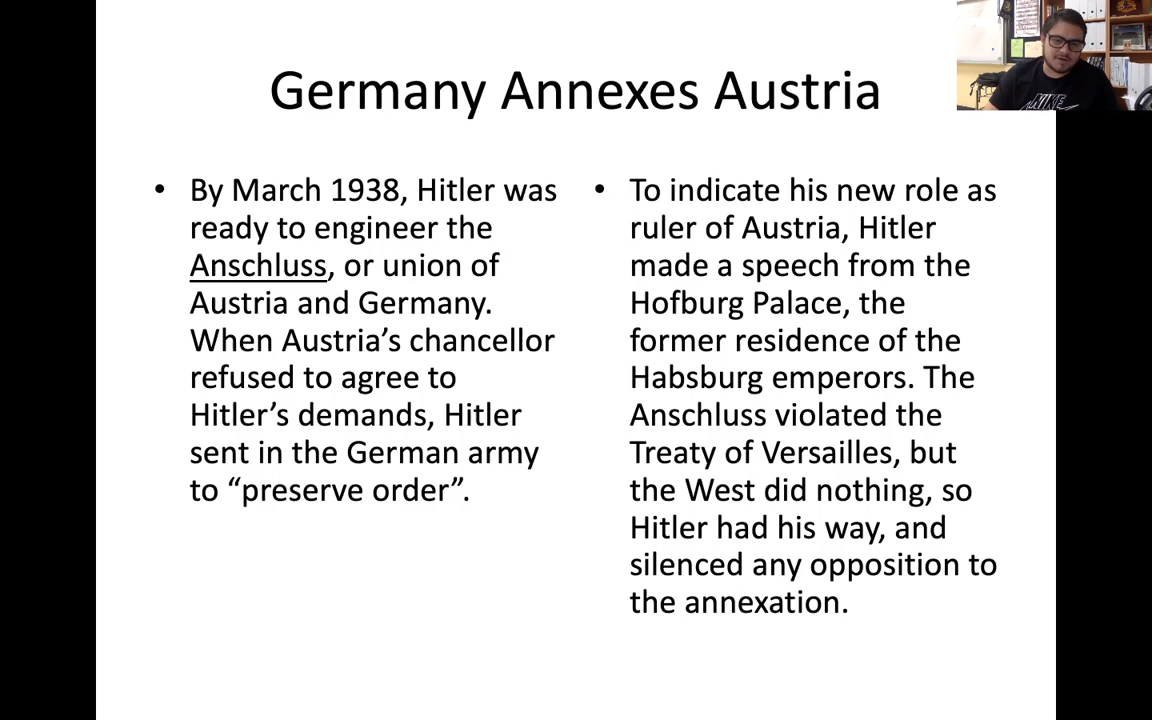 Germany Annexes Austria
• By March 1938, Hitler was
ready to engineer the
Anschluss, or union of
Austria and Germany.
When Austria’s chancellor
refused to agree to
Hitler’s demands, Hitler
sent in the German army
to “preserve order”.
• To indicate his new role as
ruler of Austria, Hitler
made a speech from the
Hofburg Palace, the
former residence of the
Habsburg emperors. The
Anschluss violated the
Treaty of Versailles, but
the West did nothing, so
Hitler had his way, and
silenced any opposition to
the annexation.
NIKE